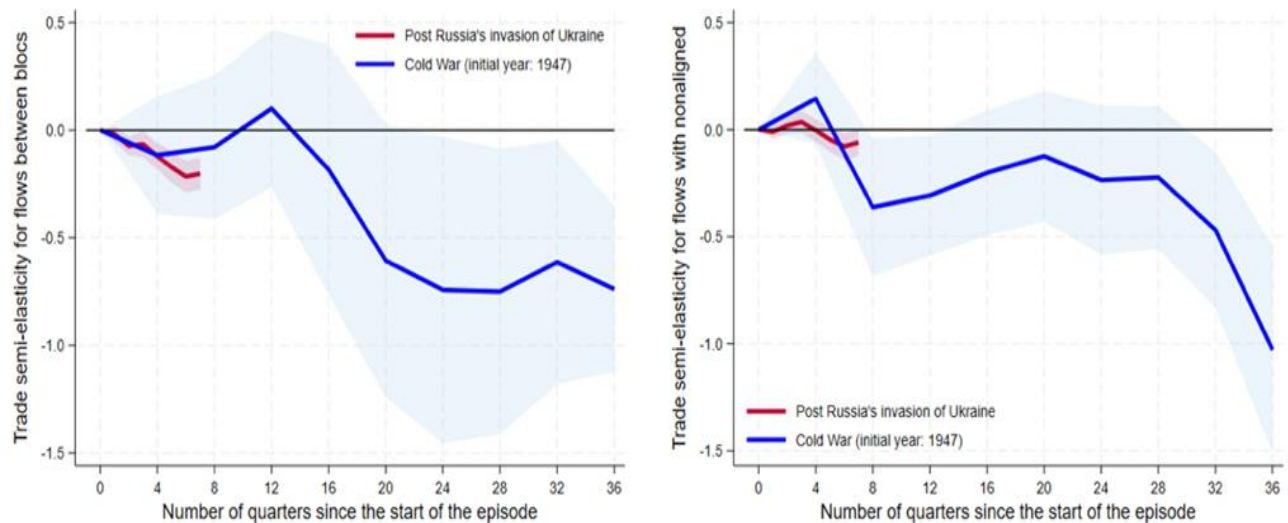 Trade semi-elasticity for flows between blocs
0.5
0.0
-0.5
-1.0
-1.5
Post Russia's invasion of Ukraine
Cold War (initial year: 1947)
0 4 8 12 16 20 24 28 32 36
Number of quarters since the start of the episode
Trade semi-elasticity for flows with nonaligned
0.5
0.0
-0.5
-1.0
-1.5
Post Russia's invasion of Ukraine
Cold War (initial year: 1947)
0 4 8 12 16 20 24 28 32 36
Number of quarters since the start of the episode